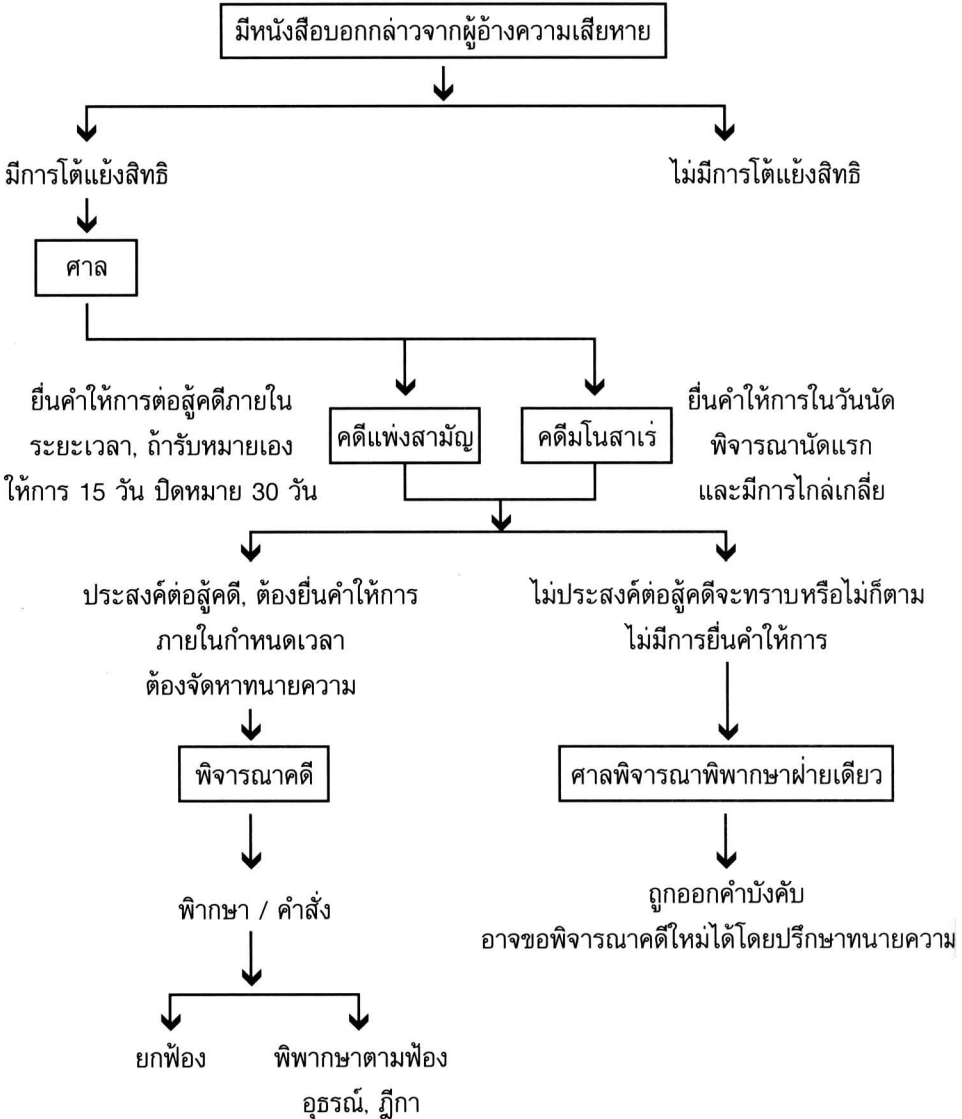 มีหนังสือบอกกล่าวจากผู้อ้างความเสียหาย
มีการโต้แย้งสิทธิ
ไม่มีการโต้แย้งสิทธิ
ศาล
ยื่นคำให้การต่อสู้คดีภายใน
ระยะเวลา, ถ้ารับหมายเอง
ให้การ 15 วัน ปิดหมาย 30 วัน
คดีแพ่งสามัญ
คดีมโนสาเร่
ยื่นคำให้การในวันนัด
พิจารณานัดแรก
และมีการไกล่เกลี่ย
ประสงค์ต่อสู้คดี, ต้องยื่นคำให้การ
ภายในกำหนดเวลา
ต้องจัดหาทนายความ
ไม่ประสงค์ต่อสู้คดีจะทราบหรือไม่ก็ตาม
ไม่มีการยื่นคำให้การ
พิจารณาคดี
ศาลพิจารณาพิพากษาฝ่ายเดียว
พิากษา / คำสั่ง
ถูกออกคำบังคับ
อาจขอพิจารณาคดีใหม่ได้โดยปรึกษาทนายความ
ยกฟ้อง
พิพากษาตามฟ้อง
อุธรณ์, ฎีกา